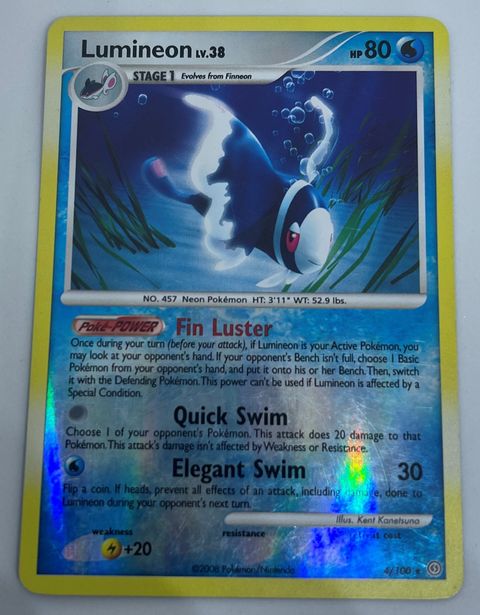 Lumineon LV.38 HP 80
STAGE 1 Evolves from Finneon
NO. 457 Neon Pokémon HT: 3'11" WT: 52.9 lbs.
Poké-POWER Fin Luster
Once during your turn (before your attack), if Lumineon is your Active Pokémon, you
may look at your opponent's hand. If your opponent's Bench isn't full, choose 1 Basic
Pokémon from your opponent's hand, and put it onto his or her Bench. Then, switch
it with the Defending Pokémon. This power can't be used if Lumineon is affected by a
Special Condition.
Quick Swim
Choose 1 of your opponent's Pokémon. This attack does 20 damage to that
Pokémon. This attack's damage isn't affected by Weakness or Resistance.
Elegant Swim 30
Flip a coin. If heads, prevent all effects of an attack, including damage, done to
Lumineon during your opponent's next turn.
Illus. Kent Kanetsuna
weakness resistance retreat cost
+20
©2008 Pokémon/Nintendo 4/100